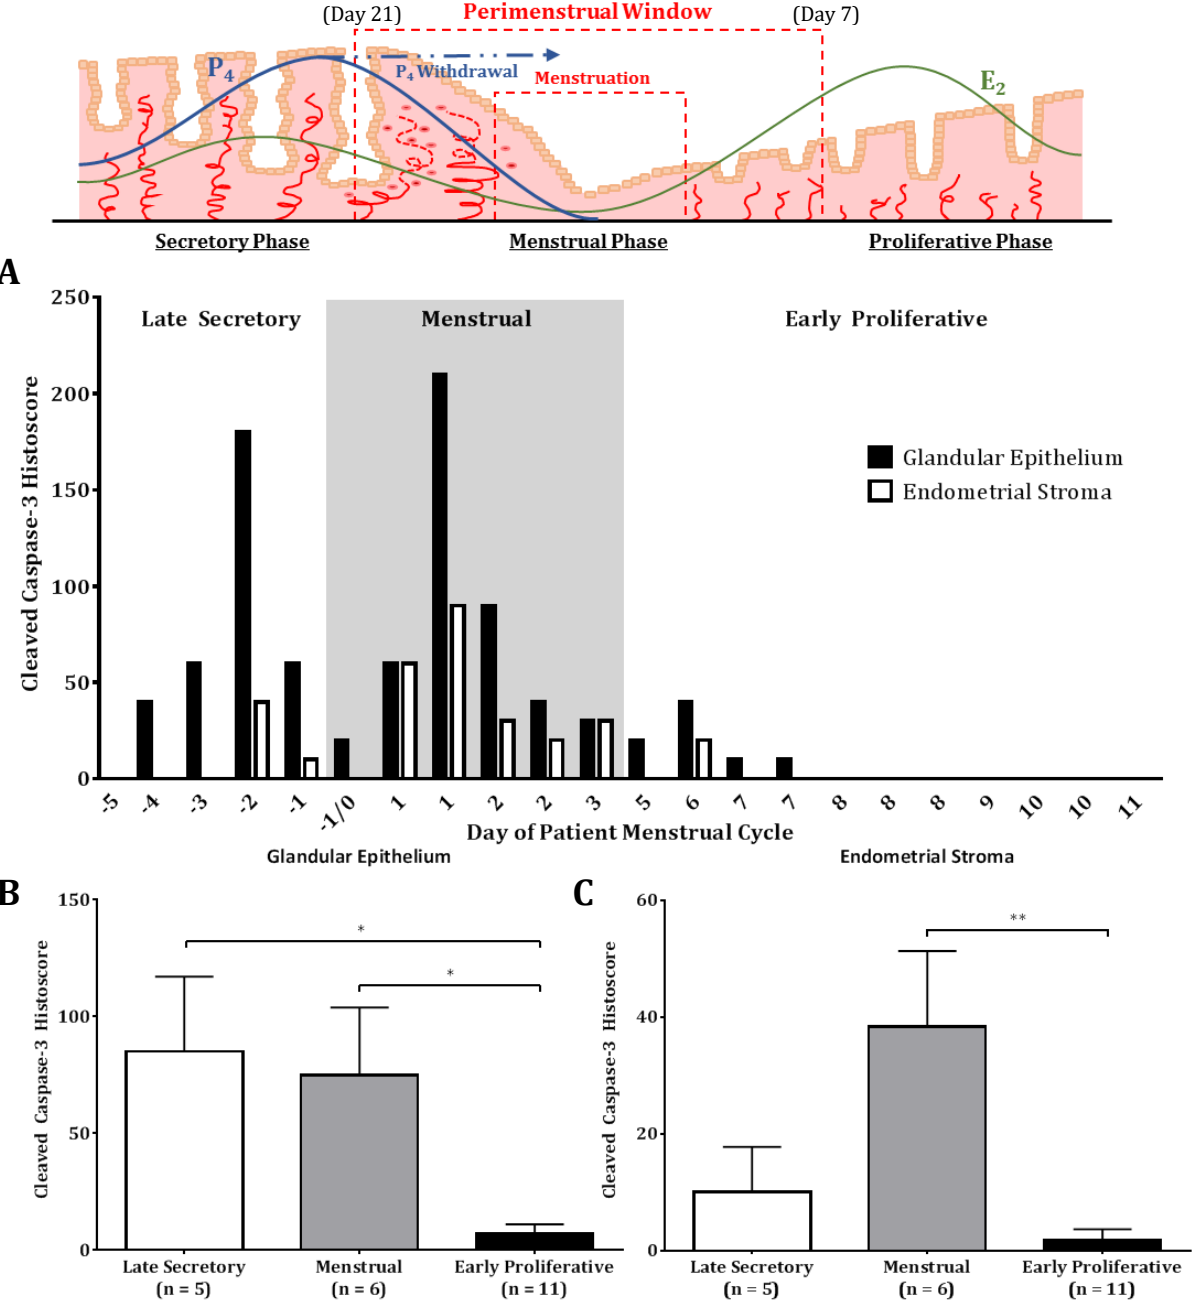 (Day 21)
Perimenstrual Window
(Day 7)
P4
P4 Withdrawal
Menstruation
E2
Secretory Phase
Menstrual Phase
Proliferative Phase
A
250
200
150
100
50
0
Cleaved Caspase-3 Histoscore
Late Secretory
Menstrual
Early Proliferative
Glandular Epithelium
Endometrial Stroma
-5 -4 -3 -2 -1 -1/0 1 1 2 2 3 5 6 7 7 8 8 8 9 10 10 11
Day of Patient Menstrual Cycle
B
Glandular Epithelium
150
100
50
0
Cleaved Caspase-3 Histoscore
*
*
Late Secretory Menstrual Early Proliferative
(n = 5) (n = 6) (n = 11)
C
Endometrial Stroma
60
40
20
0
Cleaved Caspase-3 Histoscore
**
Late Secretory Menstrual Early Proliferative
(n = 5) (n = 6) (n = 11)